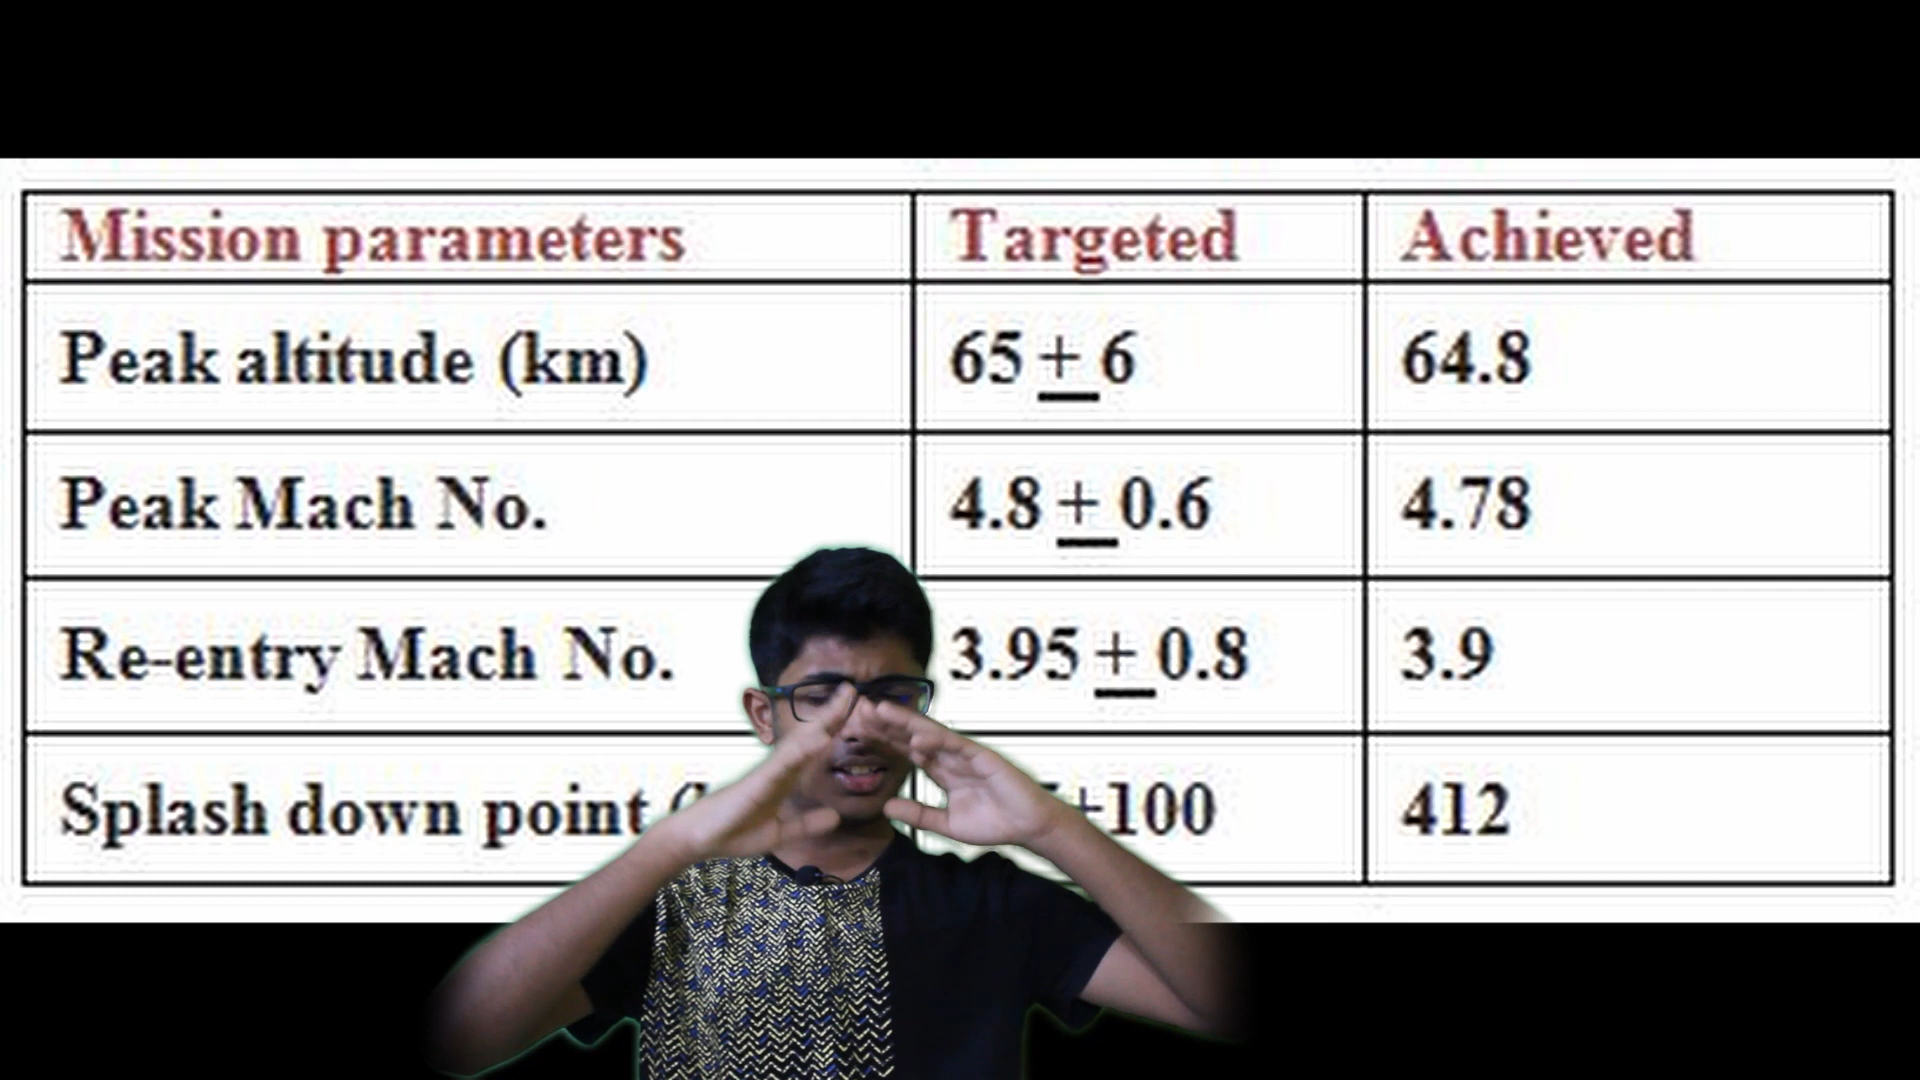 Mission parameters Targeted Achieved
Peak altitude (km) 65 ± 6 64.8
Peak Mach No. 4.8 ± 0.6 4.78
Re-entry Mach No. 3.95 ± 0.8 3.9
Splash down point +100 412